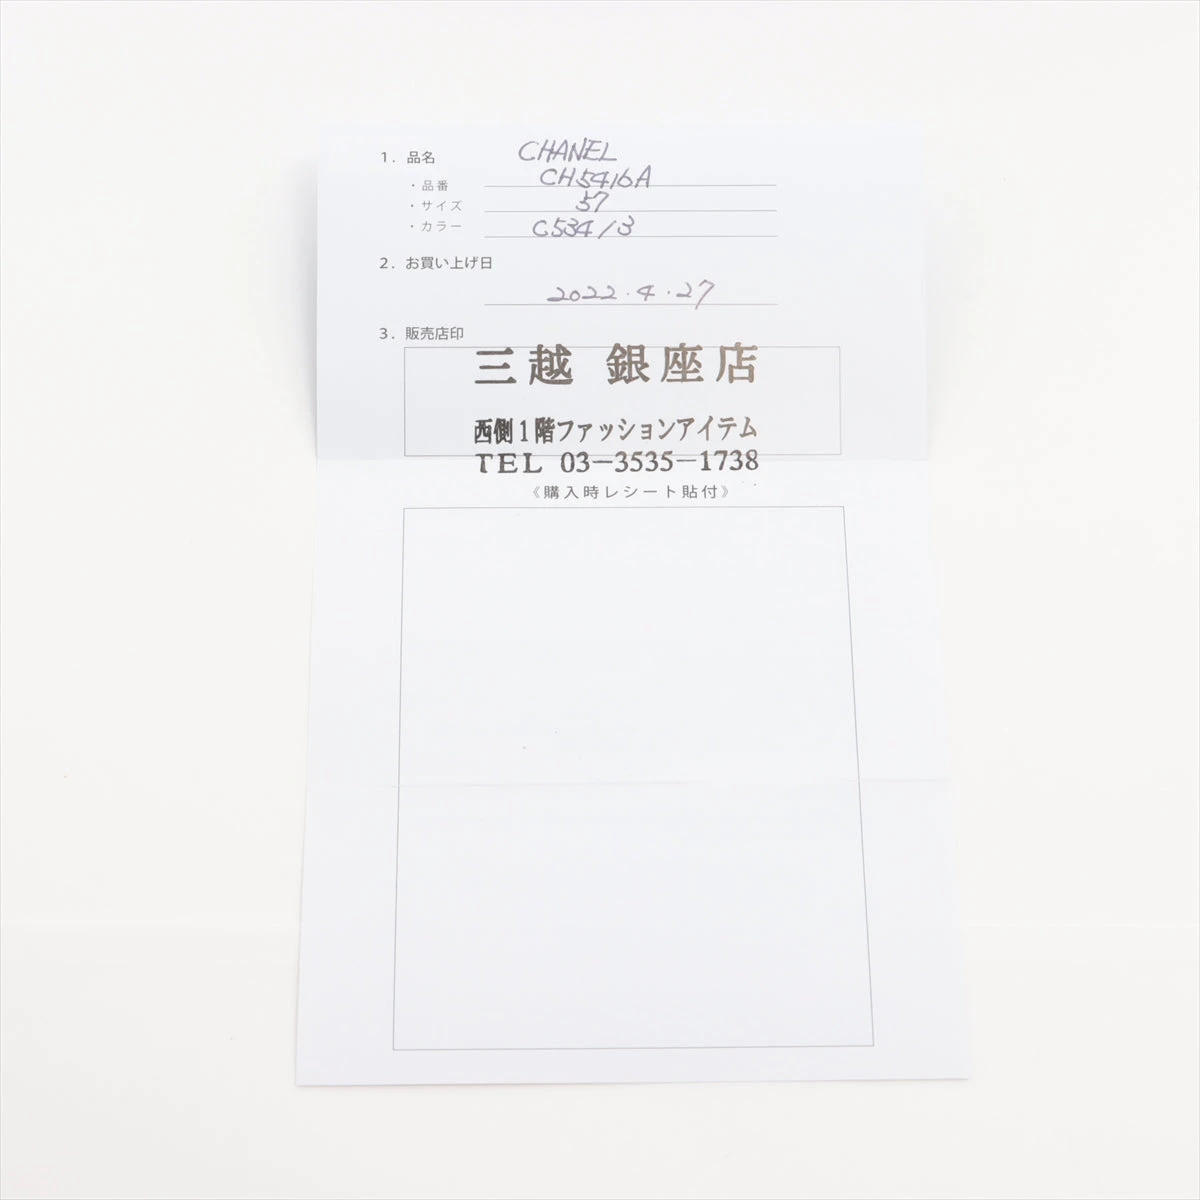 1. 品名 CHANEL
・品番 CH5416A
・サイズ 57
・カラー C534/3
2. お買い上げ日
2022.4.27
3. 販売店印
三越 銀座店
西側1階ファッションアイテム
TEL 03-3535-1738
《購入時レシート貼付》